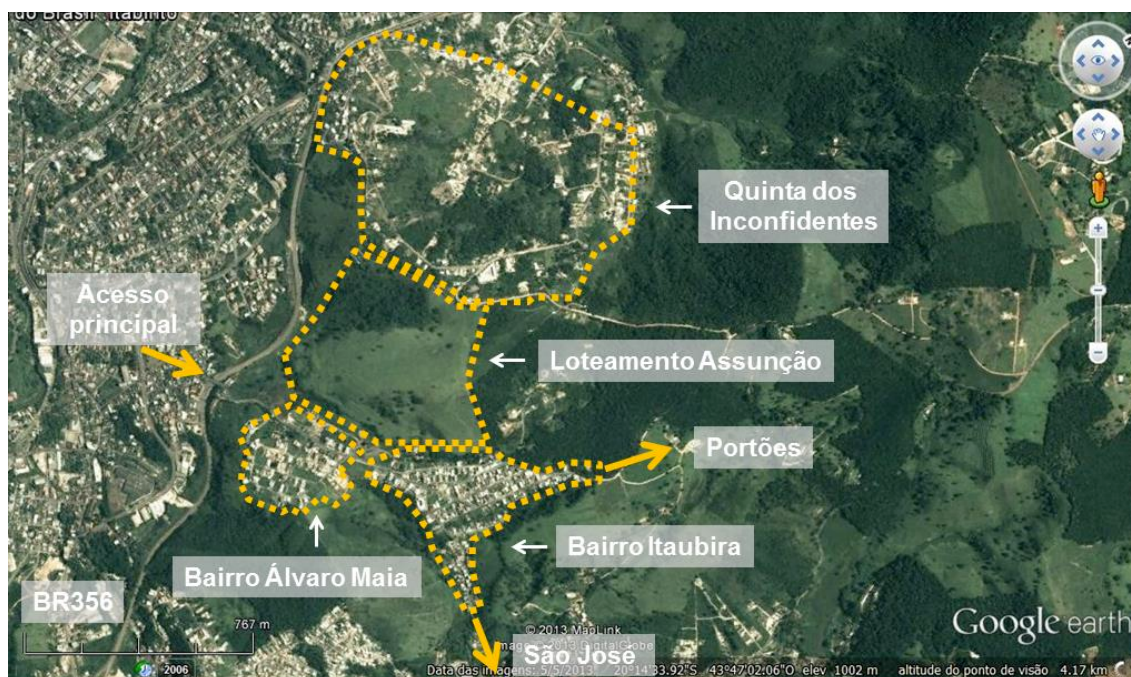 do Brasil Itabirito
Quinta dos
Inconfidentes
Acesso
principal
Loteamento Assunção
Portões
Bairro Itaubira
Bairro Álvaro Maia
BR356
767 m
© 2013 MapLink
Image © 2013 DigitalGlobe
Google earth
São José
2006
Data das imagens: 5/5/2013 20°14'33.92"S 43°47'02.06"O elev 1002 m altitude do ponto de visão 4.17 km